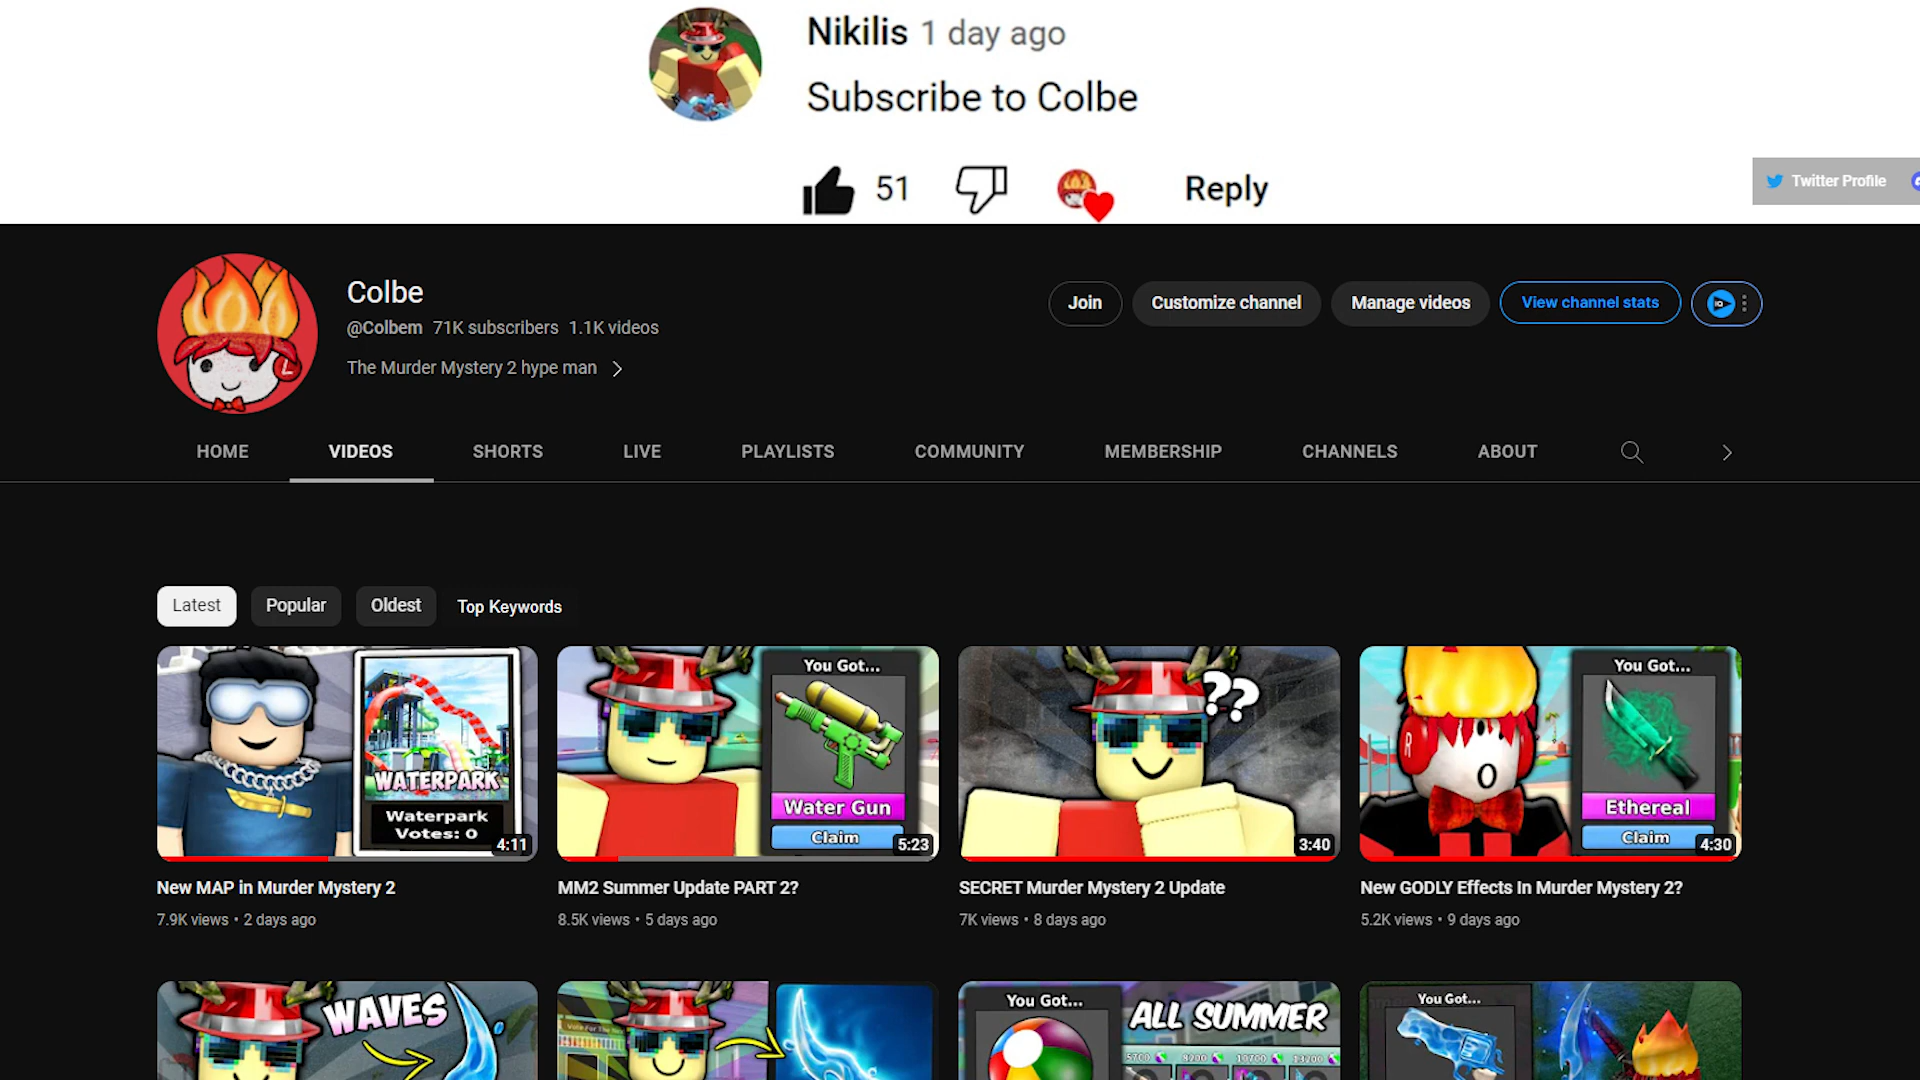 Nikilis 1 day ago
Subscribe to Colbe
51
Reply
Twitter Profile
Colbe
@Colbem 71K subscribers 1.1K videos
The Murder Mystery 2 hype man
Join
Customize channel
Manage videos
View channel stats
HOME
VIDEOS
SHORTS
LIVE
PLAYLISTS
COMMUNITY
MEMBERSHIP
CHANNELS
ABOUT
Latest
Popular
Oldest
Top Keywords
WATERPARK
Waterpark
Votes: 0
4:11
You Got...
Water Gun
Claim
5:23
??
3:40
R
You Got...
Ethereal
Claim
4:30
New MAP in Murder Mystery 2
7.9K views • 2 days ago
MM2 Summer Update PART 2?
8.5K views • 5 days ago
SECRET Murder Mystery 2 Update
7K views • 8 days ago
New GODLY Effects In Murder Mystery 2?
5.2K views • 9 days ago
WAVES
You Got...
ALL SUMMER
You Got...